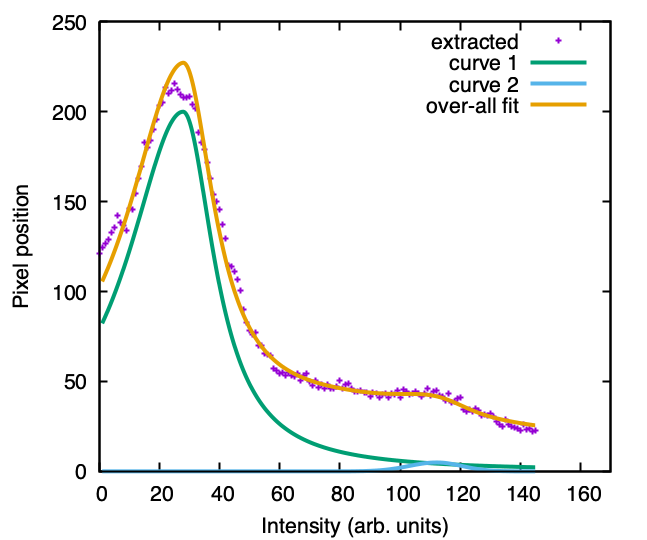 250
200
150
100
50
0
Pixel position
extracted
curve 1
curve 2
over-all fit
0 20 40 60 80 100 120 140 160
Intensity (arb. units)